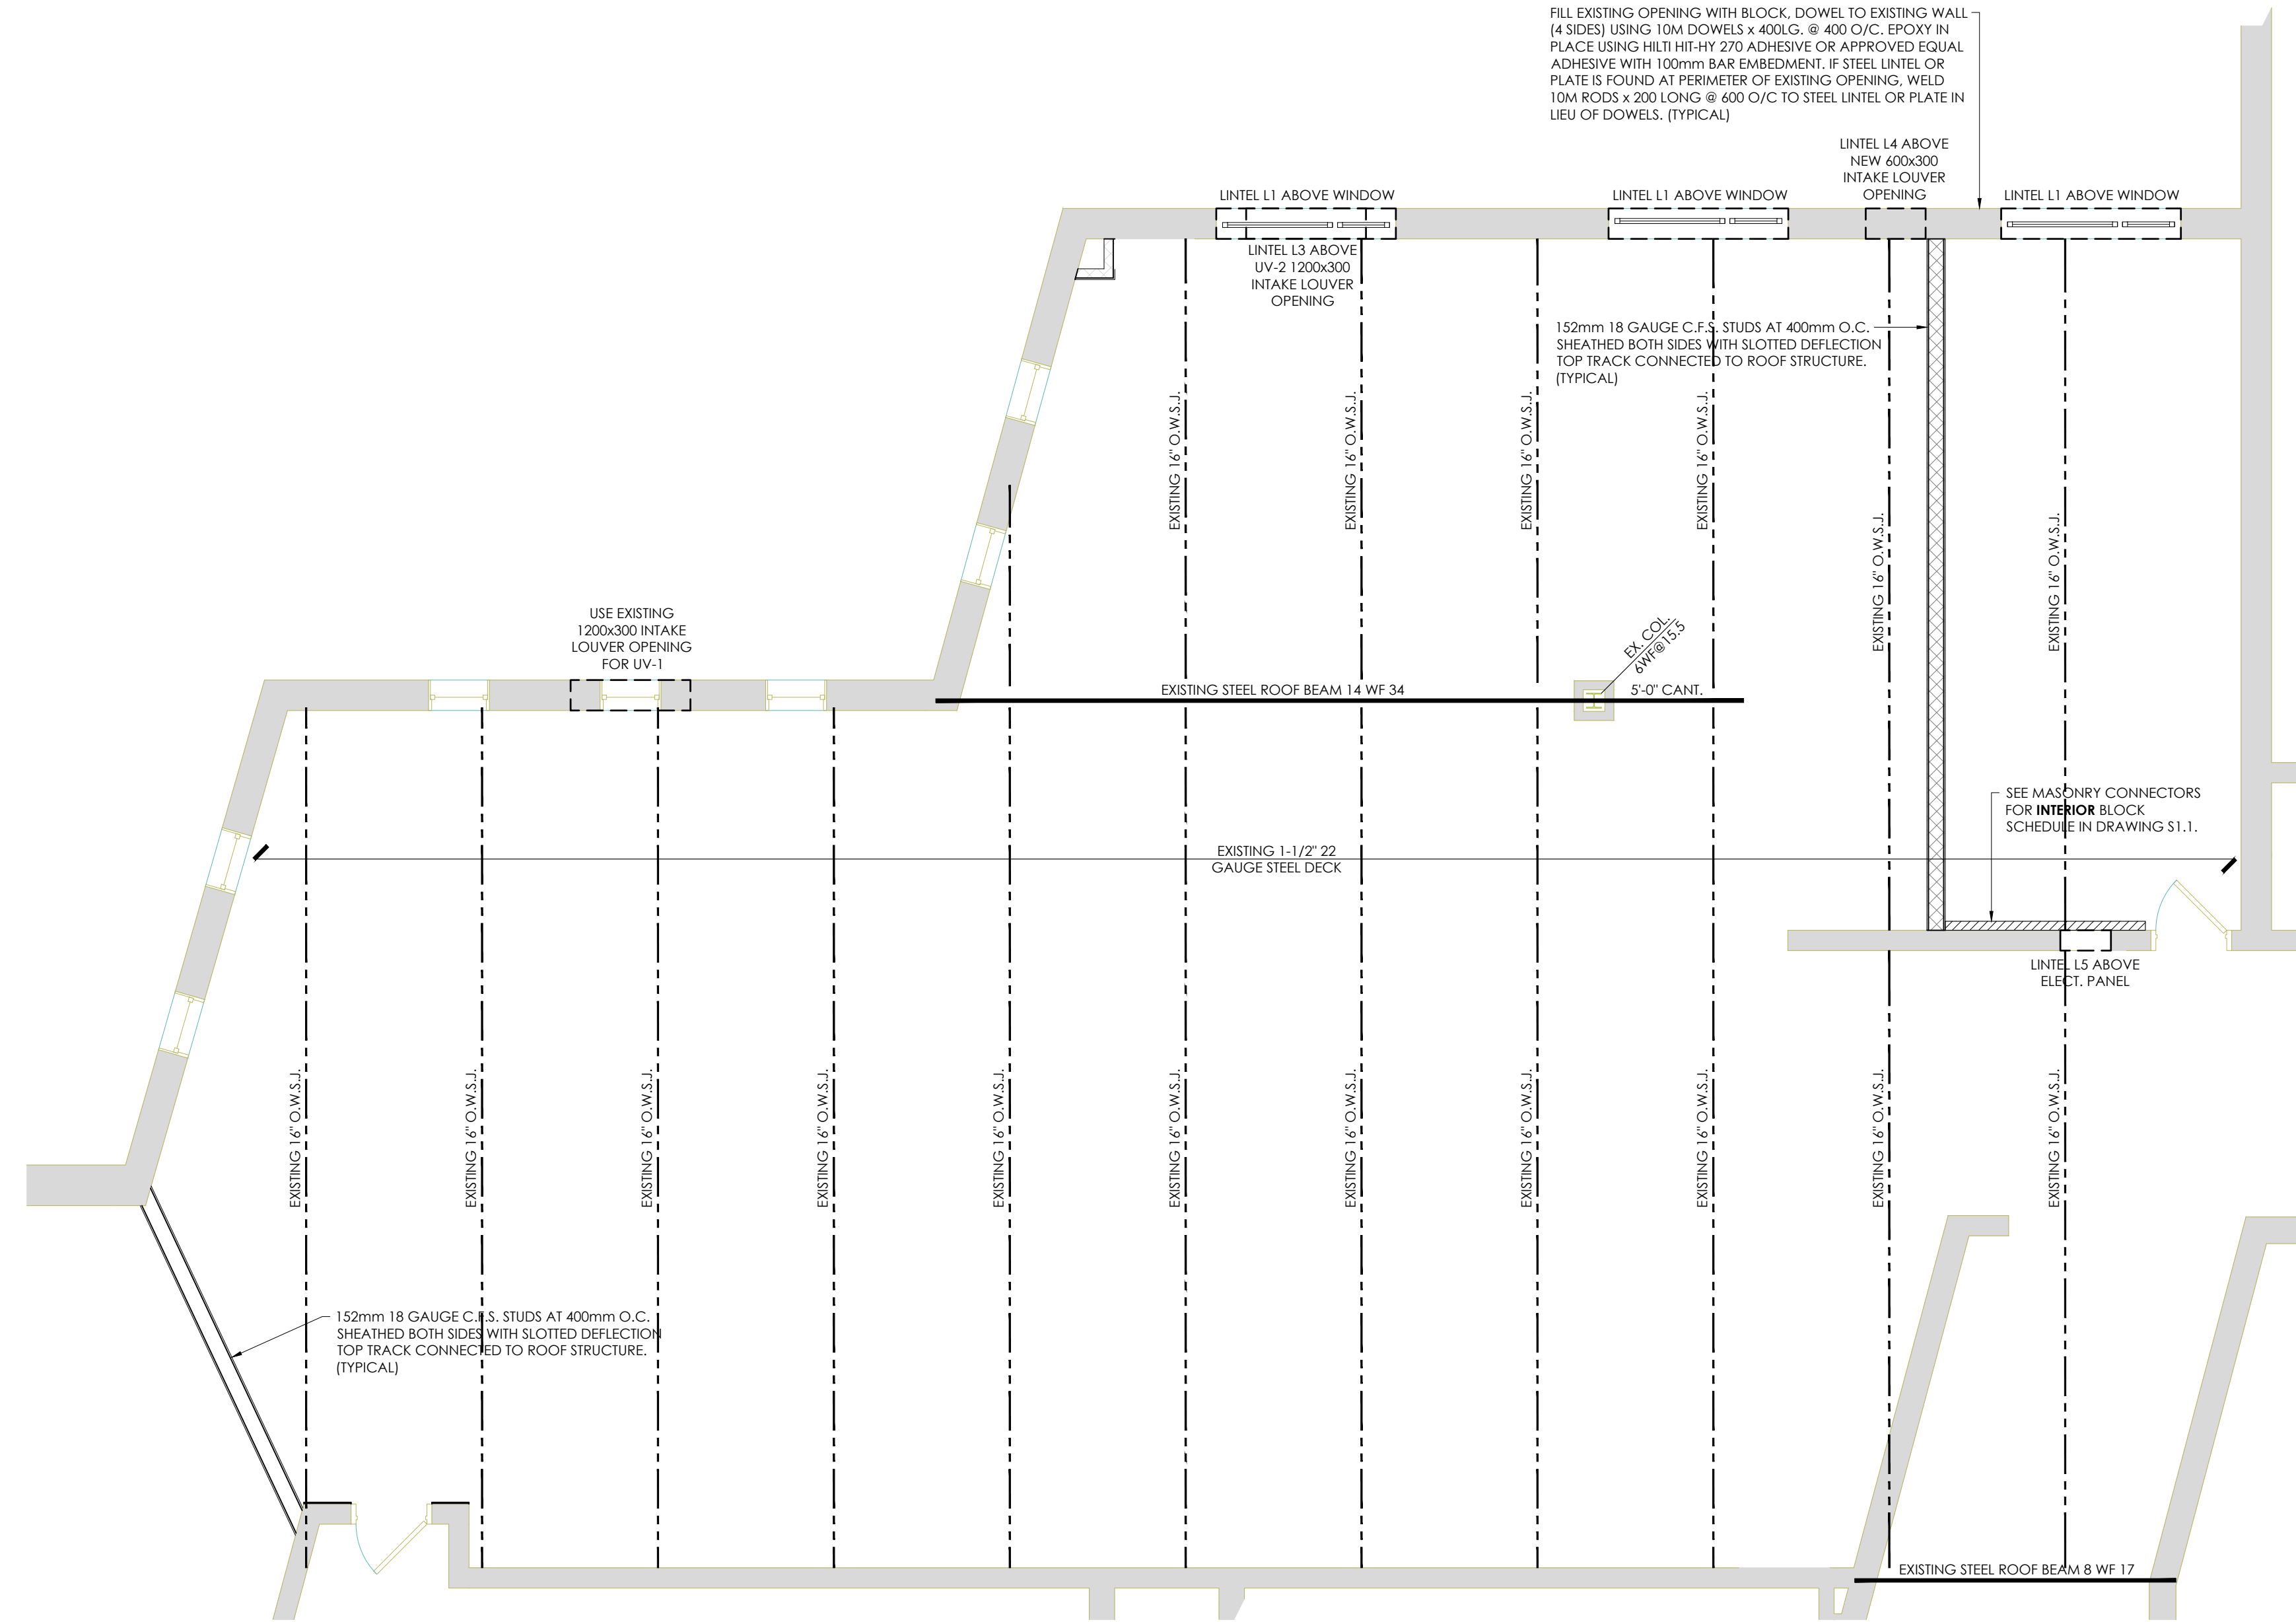 FILL EXISTING OPENING WITH BLOCK, DOWEL TO EXISTING WALL
(4 SIDES) USING 10M DOWELS x 400LG. @ 400 O/C. EPOXY IN
PLACE USING HILTI HIT-HY 270 ADHESIVE OR APPROVED EQUAL
ADHESIVE WITH 100mm BAR EMBEDMENT. IF STEEL LINTEL OR
PLATE IS FOUND AT PERIMETER OF EXISTING OPENING, WELD
10M RODS x 200 LONG @ 600 O/C TO STEEL LINTEL OR PLATE IN
LIEU OF DOWELS. (TYPICAL)
LINTEL L4 ABOVE
NEW 600x300
INTAKE LOUVER
OPENING
LINTEL L1 ABOVE WINDOW
LINTEL L1 ABOVE WINDOW
LINTEL L1 ABOVE WINDOW
LINTEL L3 ABOVE
UV-2 1200x300
INTAKE LOUVER
OPENING
152mm 18 GAUGE C.F.S. STUDS AT 400mm O.C.
SHEATHED BOTH SIDES WITH SLOTTED DEFLECTION
TOP TRACK CONNECTED TO ROOF STRUCTURE.
(TYPICAL)
EXISTING 16" O.W.S.J.
EXISTING 16" O.W.S.J.
EXISTING 16" O.W.S.J.
EXISTING 16" O.W.S.J.
EXISTING 16" O.W.S.J.
EXISTING 16" O.W.S.J.
USE EXISTING
1200x300 INTAKE
LOUVER OPENING
FOR UV-1
EX. COL.
6WF@15.5
EXISTING STEEL ROOF BEAM 14 WF 34
5'-0" CANT.
SEE MASONRY CONNECTORS
FOR INTERIOR BLOCK
SCHEDULE IN DRAWING S1.1.
EXISTING 1-1/2" 22
GAUGE STEEL DECK
LINTEL L5 ABOVE
ELECT. PANEL
EXISTING 16" O.W.S.J.
EXISTING 16" O.W.S.J.
EXISTING 16" O.W.S.J.
EXISTING 16" O.W.S.J.
EXISTING 16" O.W.S.J.
EXISTING 16" O.W.S.J.
EXISTING 16" O.W.S.J.
EXISTING 16" O.W.S.J.
EXISTING 16" O.W.S.J.
EXISTING 16" O.W.S.J.
EXISTING 16" O.W.S.J.
152mm 18 GAUGE C.F.S. STUDS AT 400mm O.C.
SHEATHED BOTH SIDES WITH SLOTTED DEFLECTION
TOP TRACK CONNECTED TO ROOF STRUCTURE.
(TYPICAL)
EXISTING STEEL ROOF BEAM 8 WF 17